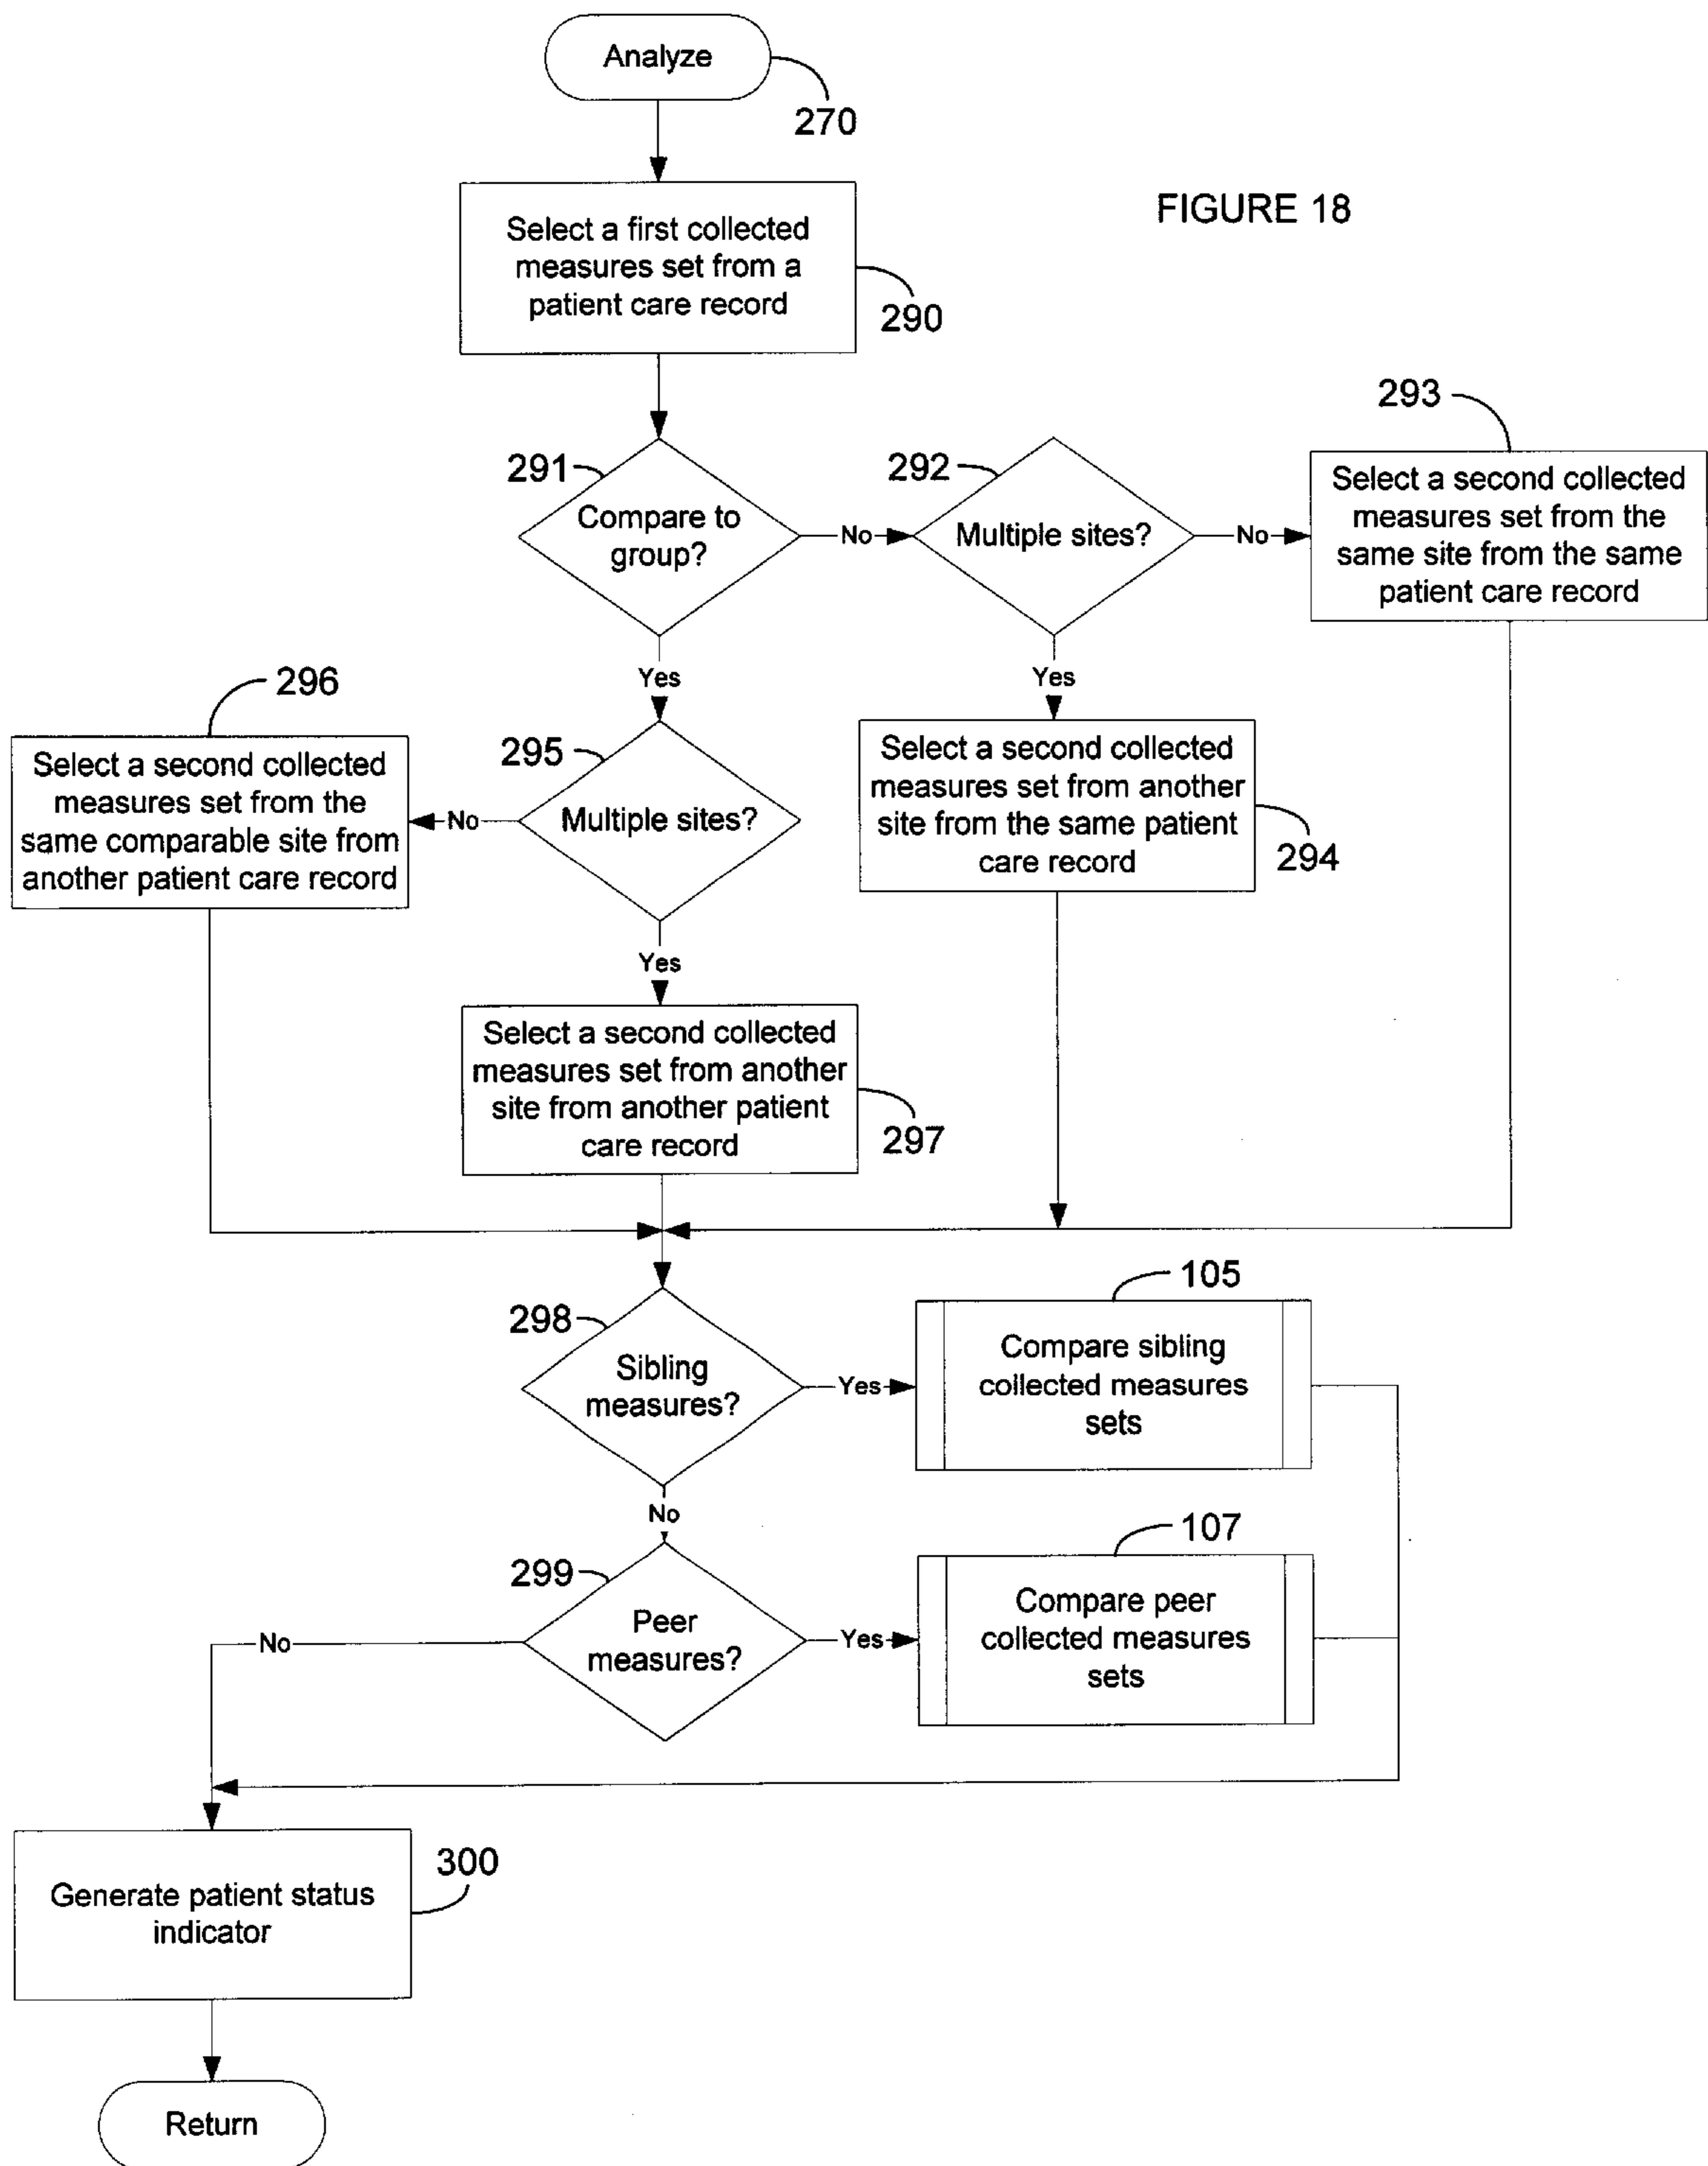 Analyze
270
FIGURE 18
Select a first collected
measures set from a
patient care record
290
293
291
Compare to
group?
No
292
Multiple sites?
No
Select a second collected
measures set from the
same site from the same
patient care record
Yes
Yes
296
Select a second collected
measures set from the
same comparable site from
another patient care record
No
295
Multiple sites?
Select a second collected
measures set from another
site from the same patient
care record
294
Yes
Select a second collected
measures set from another
site from another patient
care record
297
298
Sibling
measures?
Yes
105
Compare sibling
collected measures
sets
No
299
Peer
measures?
No
Yes
107
Compare peer
collected measures
sets
Generate patient status
indicator
300
Return